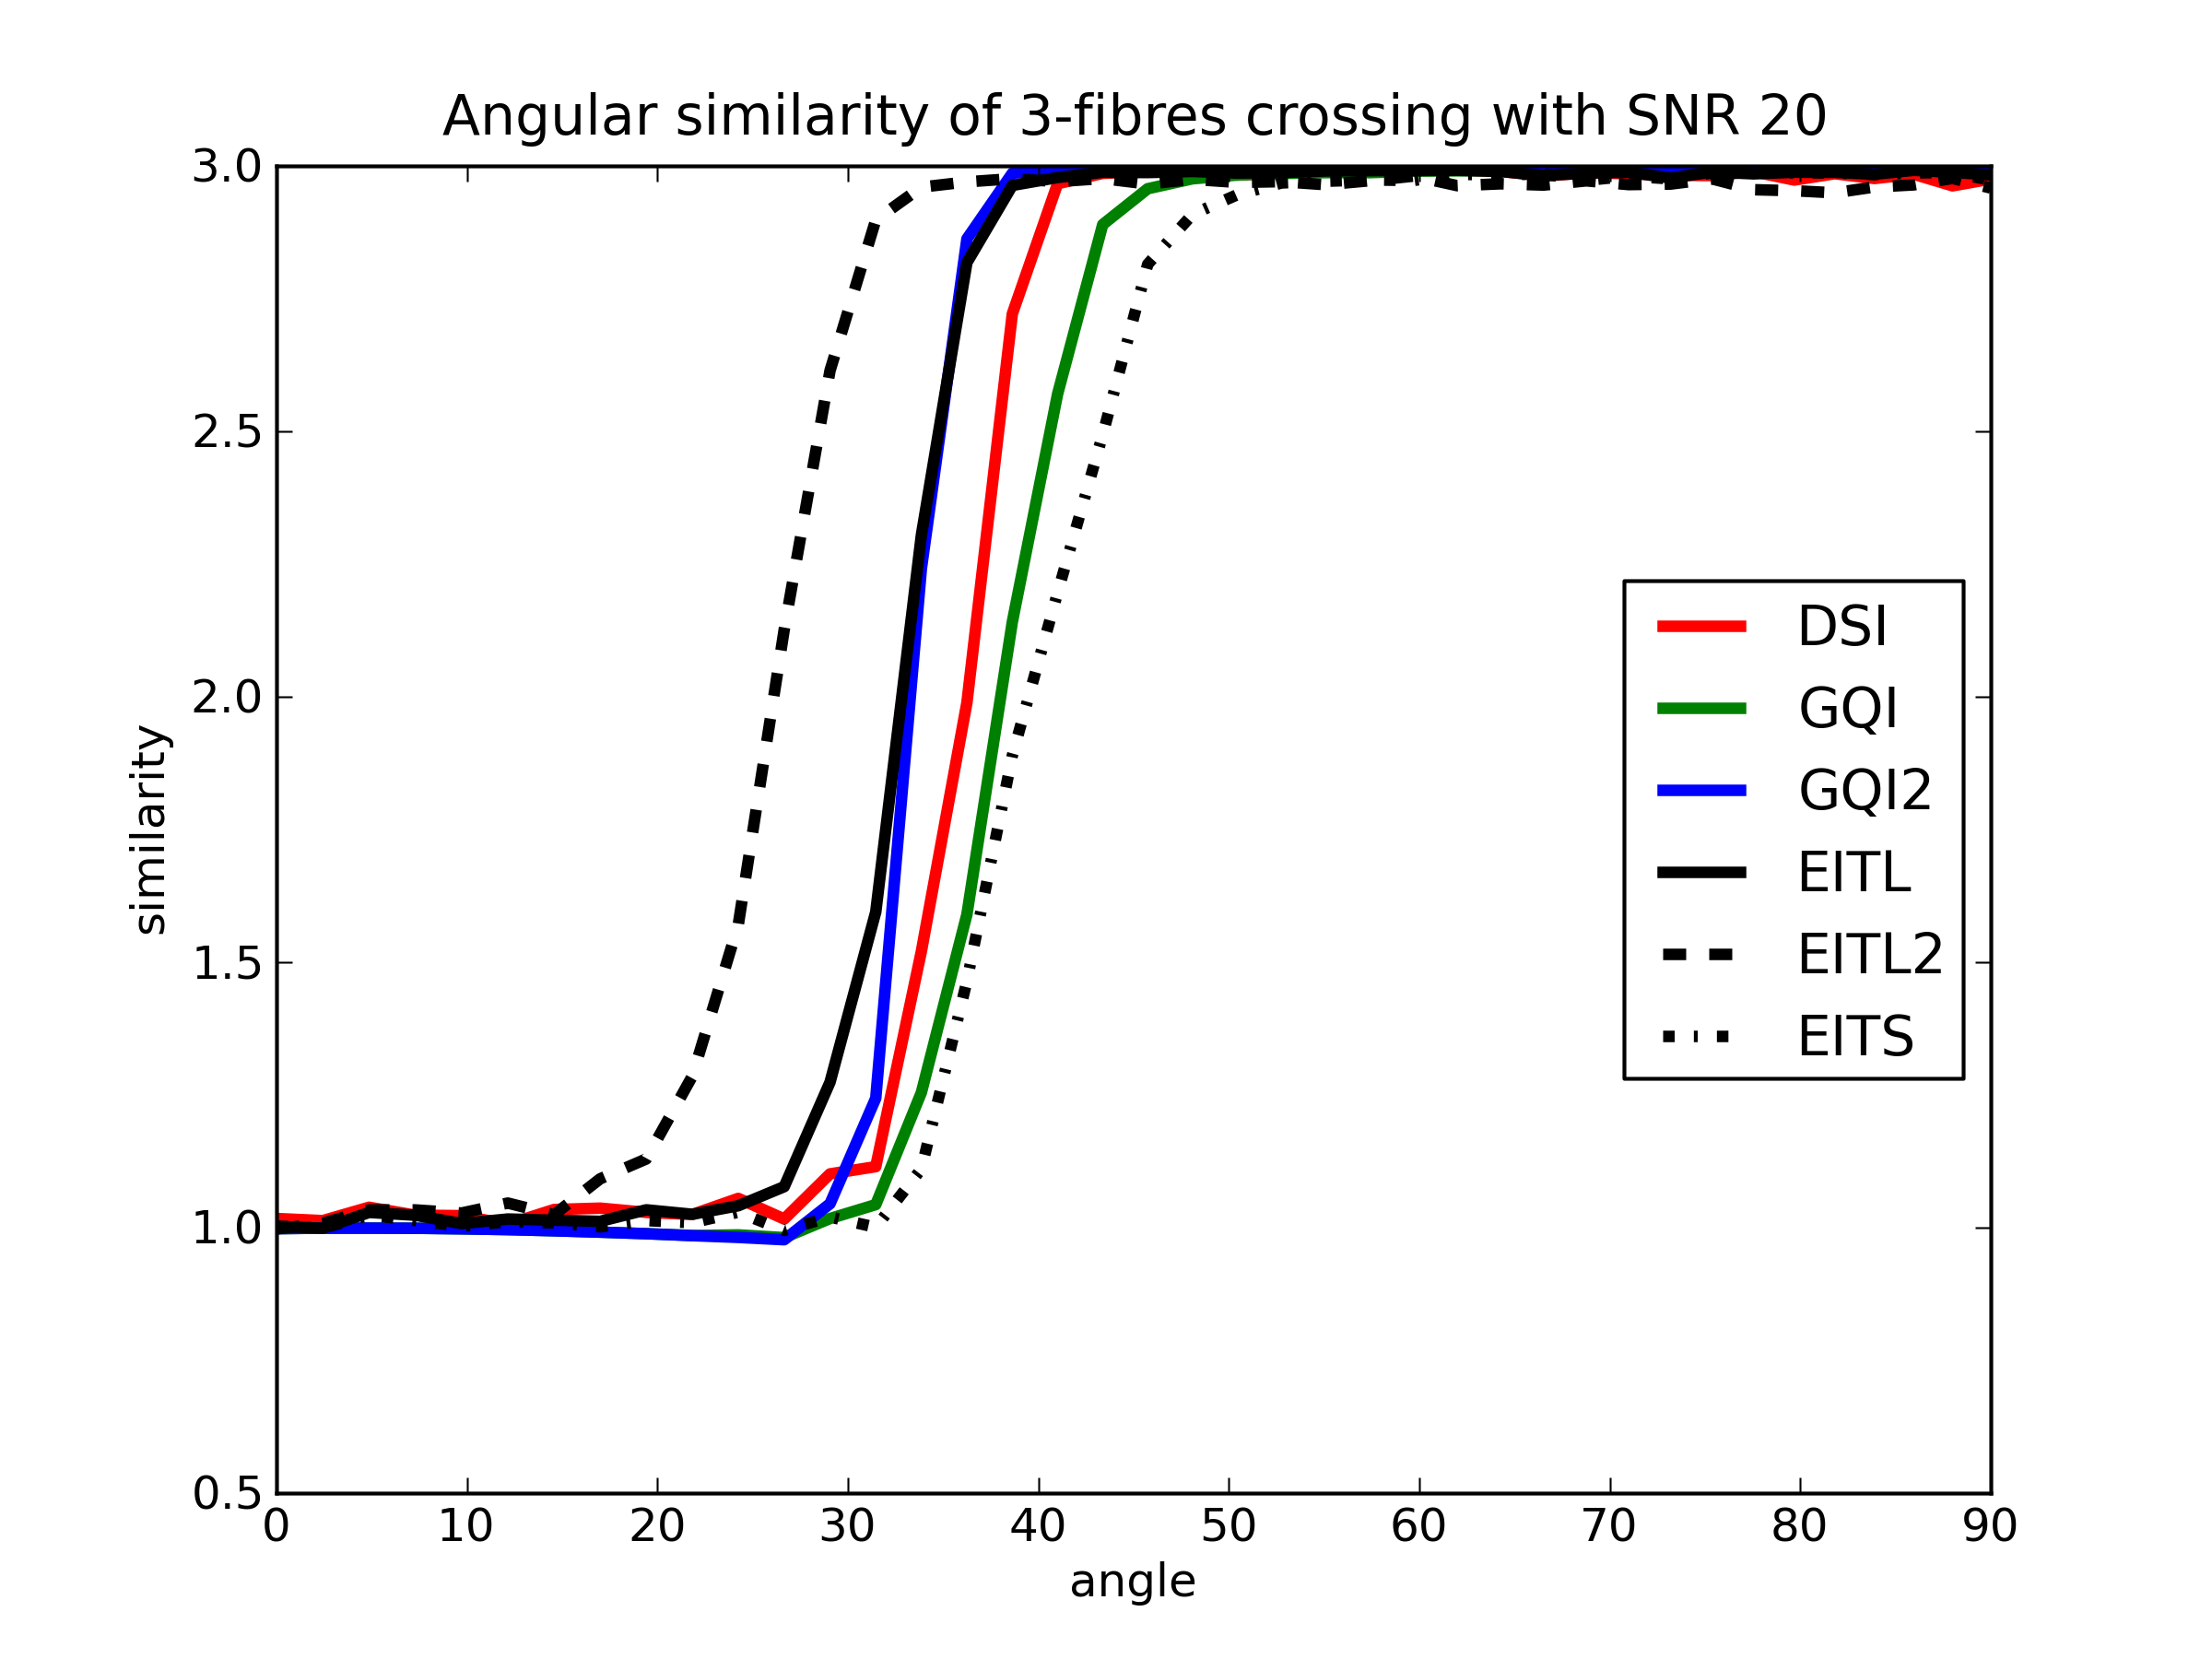 Angular similarity of 3-fibres crossing with SNR 20
3.0
2.5
2.0
1.5
1.0
0.5
similarity
DSI
GQI
GQI2
EITL
EITL2
EITS
0 10 20 30 40 50 60 70 80 90
angle